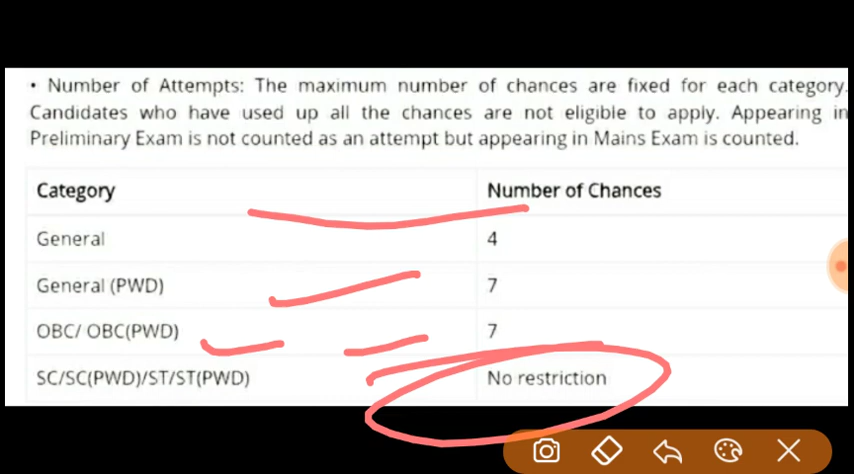 • Number of Attempts: The maximum number of chances are fixed for each category.
Candidates who have used up all the chances are not eligible to apply. Appearing in
Preliminary Exam is not counted as an attempt but appearing in Mains Exam is counted.
Category Number of Chances
General 4
General (PWD) 7
OBC/ OBC(PWD) 7
SC/SC(PWD)/ST/ST(PWD) No restriction